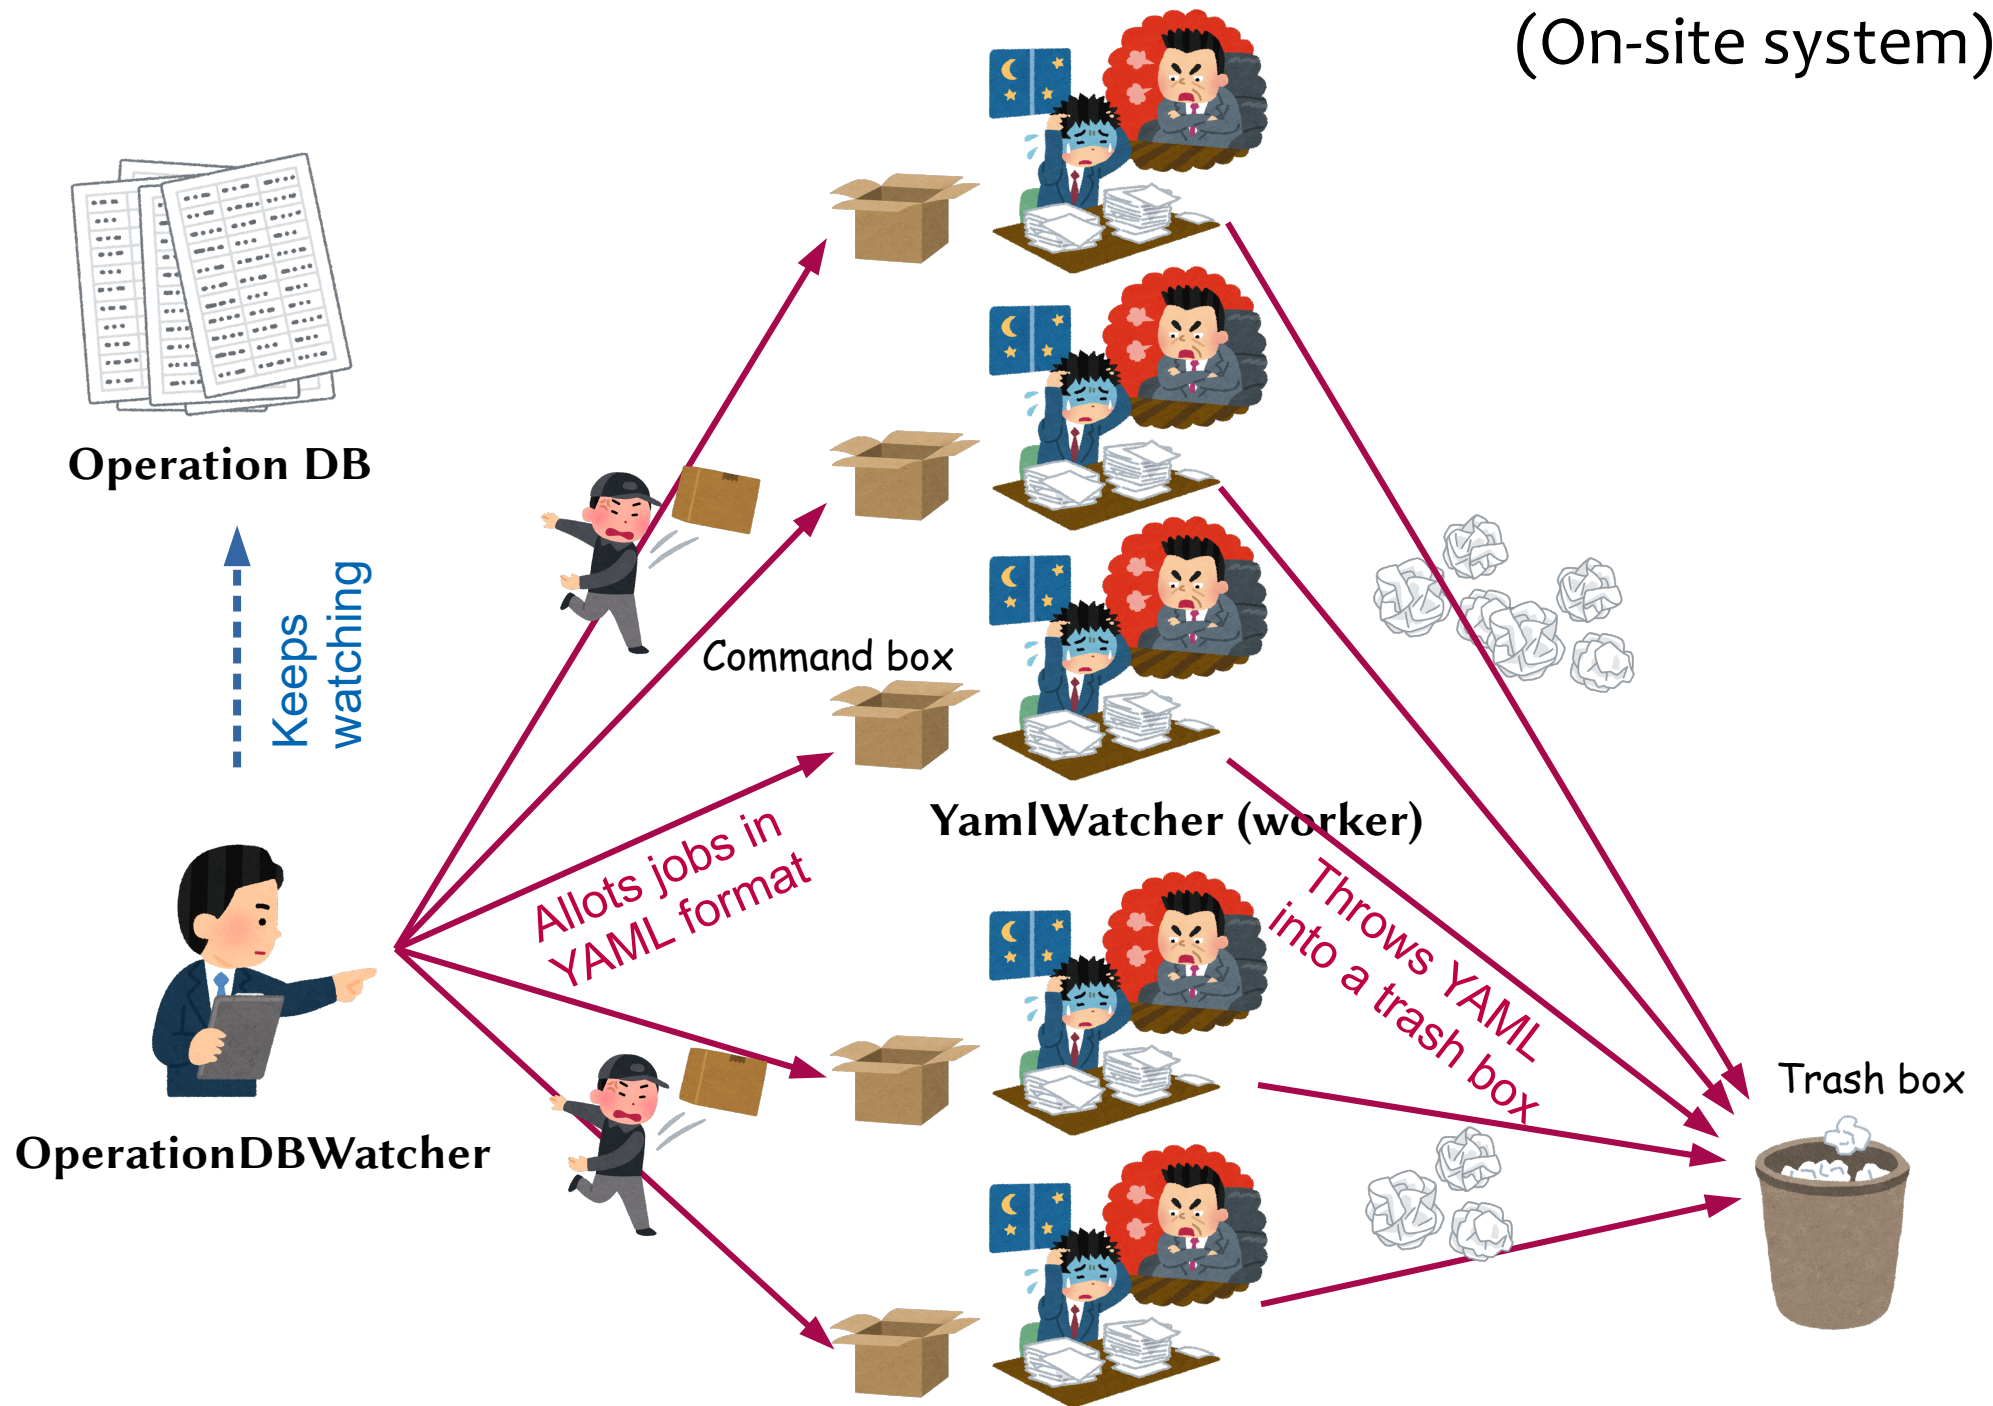 (On-site system)
Operation DB
Keeps
watching
Command box
YamlWatcher (worker)
Allots jobs in
YAML format
Throws YAML
into a trash box
Trash box
OperationDBWatcher